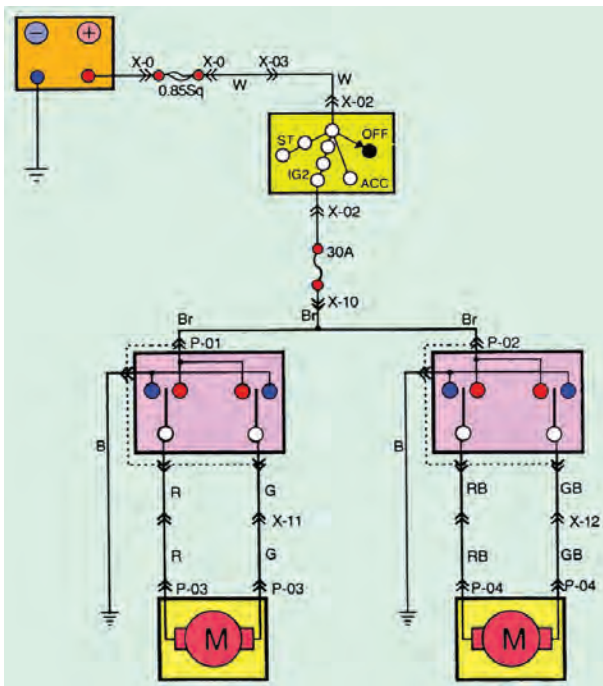 − +
X-0 X-0 X-03
0.85Sq W W
X-02
ST OFF
IG2 ACC
X-02
30A
X-10
Br Br Br
P-01 P-02
B B
R G RB GB
X-11 X-12
R G RB GB
P-03 P-03 P-04 P-04
M M